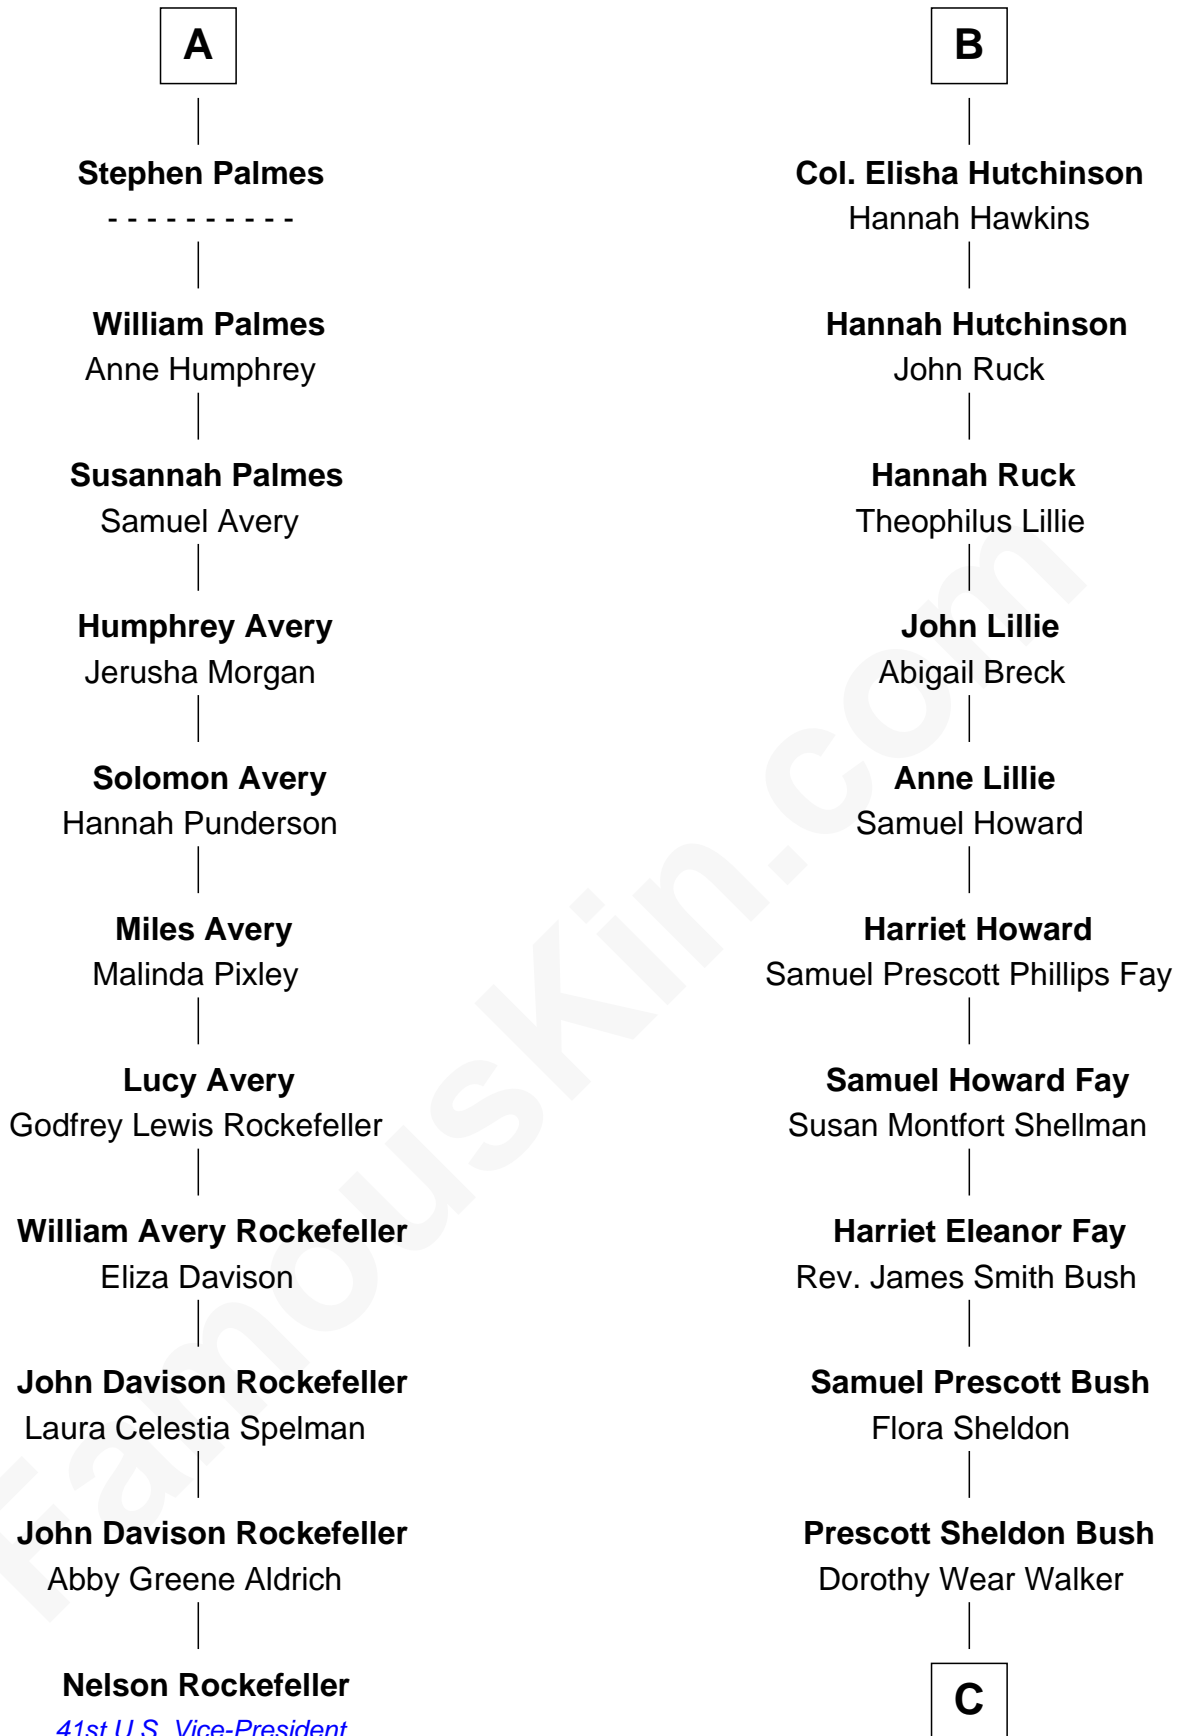 A
Stephen Palmes
- - - - - - - - - -
William Palmes
Anne Humphrey
Susannah Palmes
Samuel Avery
Humphrey Avery
Jerusha Morgan
Solomon Avery
Hannah Punderson
Miles Avery
Malinda Pixley
Lucy Avery
Godfrey Lewis Rockefeller
William Avery Rockefeller
Eliza Davison
John Davison Rockefeller
Laura Celestia Spelman
John Davison Rockefeller
Abby Greene Aldrich
Nelson Rockefeller
41st U.S. Vice-President
B
Col. Elisha Hutchinson
Hannah Hawkins
Hannah Hutchinson
John Ruck
Hannah Ruck
Theophilus Lillie
John Lillie
Abigail Breck
Anne Lillie
Samuel Howard
Harriet Howard
Samuel Prescott Phillips Fay
Samuel Howard Fay
Susan Montfort Shellman
Harriet Eleanor Fay
Rev. James Smith Bush
Samuel Prescott Bush
Flora Sheldon
Prescott Sheldon Bush
Dorothy Wear Walker
C
FamousKin.com